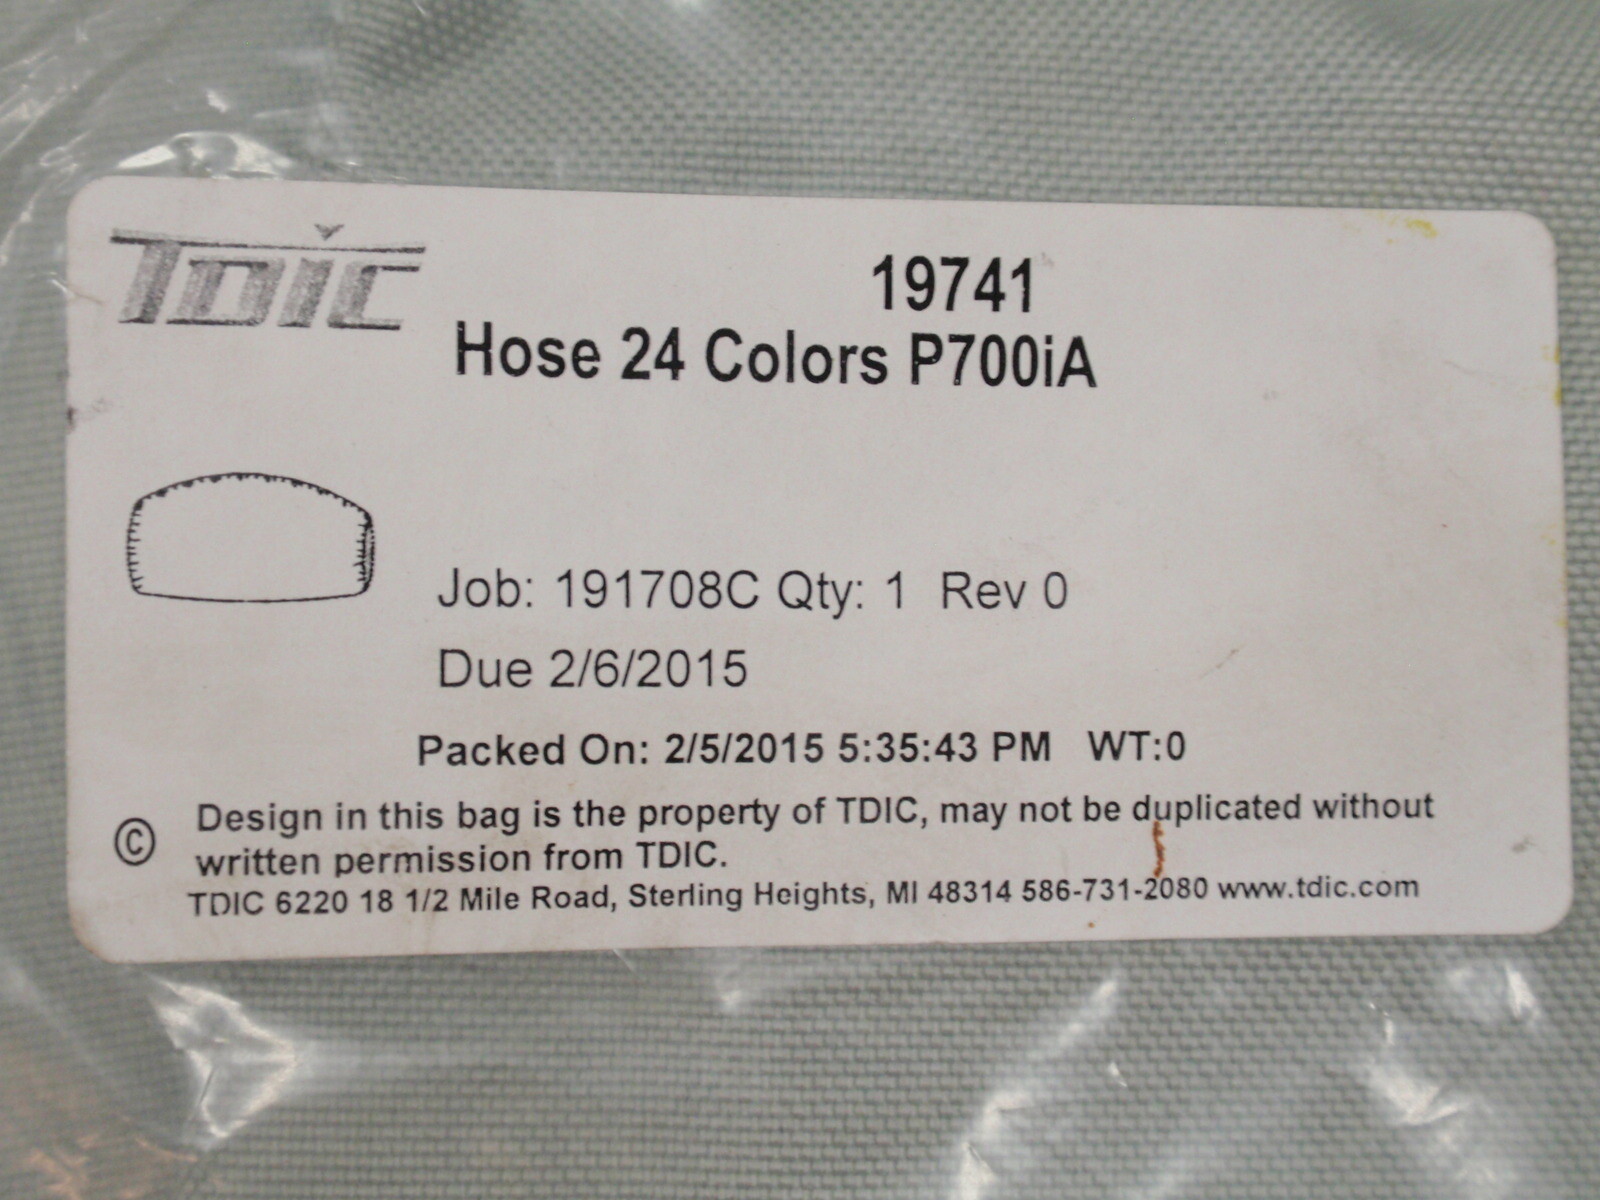 TDIC
19741
Hose 24 Colors P700iA
Job: 191708C Qty: 1 Rev 0
Due 2/6/2015
Packed On: 2/5/2015 5:35:43 PM WT:0
© Design in this bag is the property of TDIC, may not be duplicated without
written permission from TDIC.
TDIC 6220 18 1/2 Mile Road, Sterling Heights, MI 48314 586-731-2080 www.tdic.com